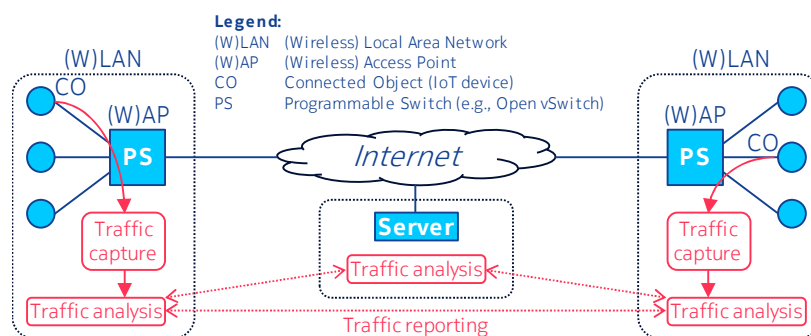 Legend:
(W)LAN (Wireless) Local Area Network
(W)AP (Wireless) Access Point
CO Connected Object (IoT device)
PS Programmable Switch (e.g., Open vSwitch)
(W)LAN
CO
(W)AP
PS
Traffic
capture
Traffic analysis
Internet
Server
Traffic analysis
Traffic reporting
(W)LAN
(W)AP
CO
PS
Traffic
capture
Traffic analysis